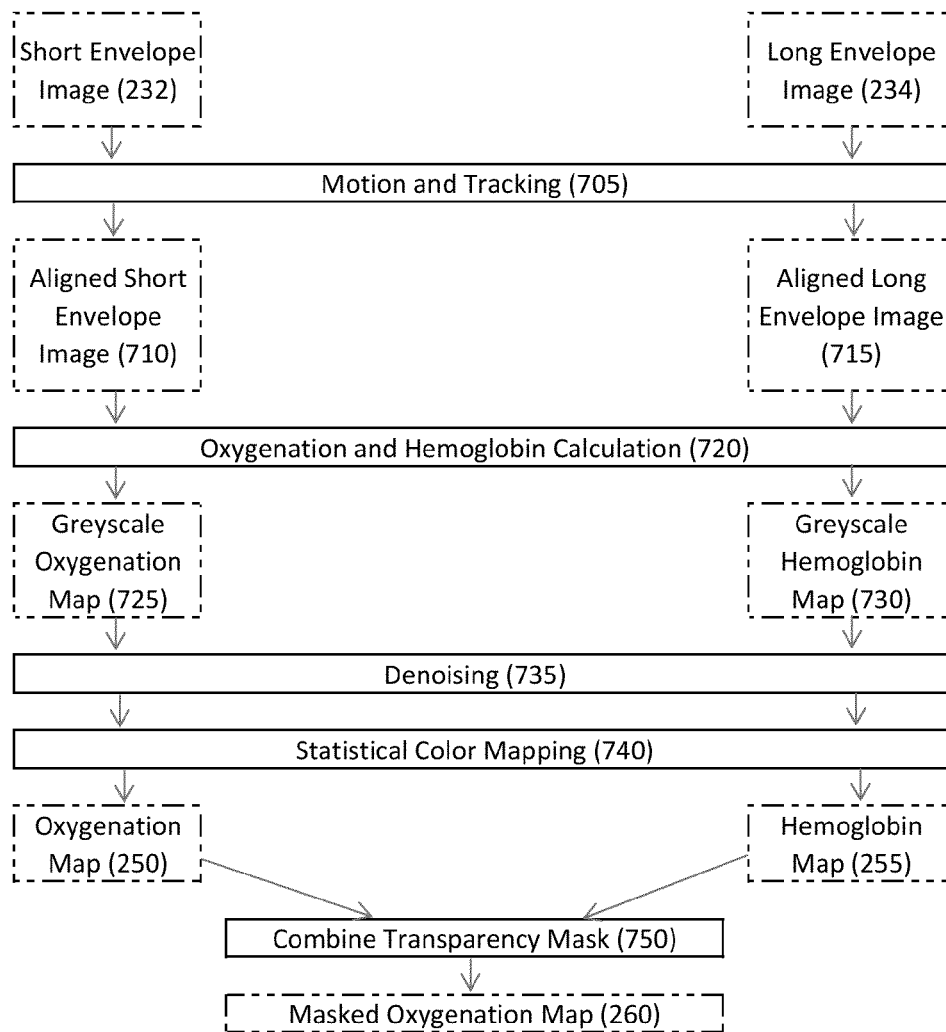 Short Envelope
Image (232)
Long Envelope
Image (234)
Motion and Tracking (705)
Aligned Short
Envelope
Image (710)
Aligned Long
Envelope Image
(715)
Oxygenation and Hemoglobin Calculation (720)
Greyscale
Oxygenation
Map (725)
Greyscale
Hemoglobin
Map (730)
Denoising (735)
Statistical Color Mapping (740)
Oxygenation
Map (250)
Hemoglobin
Map (255)
Combine Transparency Mask (750)
Masked Oxygenation Map (260)